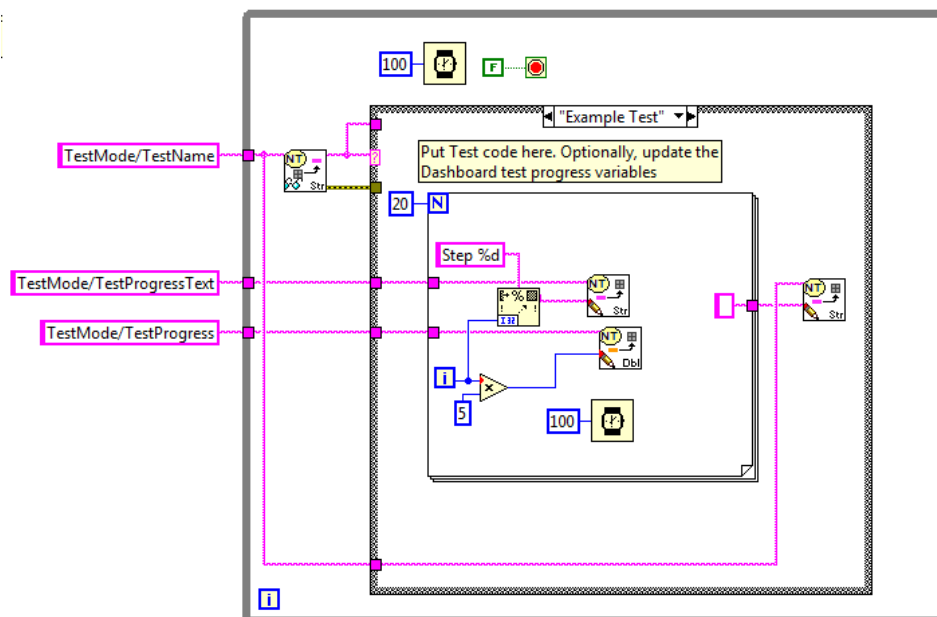 100
F
"Example Test"
TestMode/TestName
NT
Str
?
Put Test code here. Optionally, update the
Dashboard test progress variables
20
N
Step %d
TestMode/TestProgressText
NT
Str
%
I32
NT
Str
TestMode/TestProgress
NT
Dbl
i
x
5
100
i